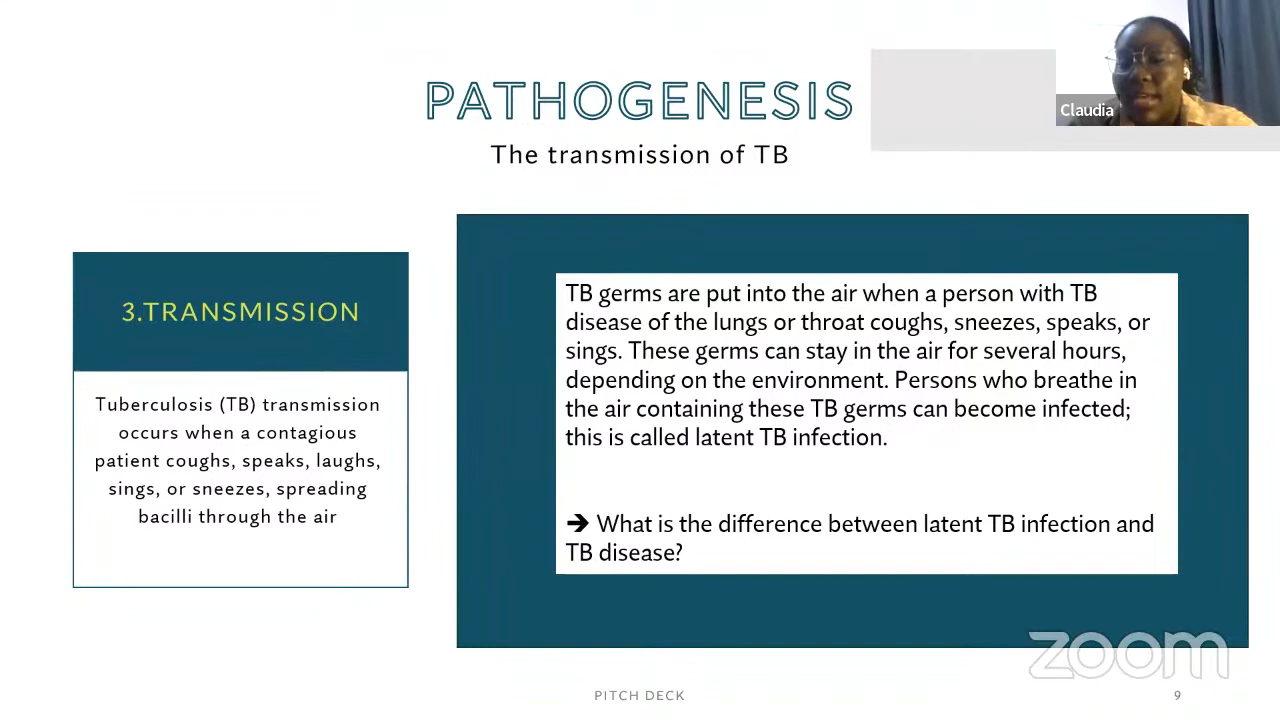 PATHOGENESIS
The transmission of TB
Claudia
3.TRANSMISSION
Tuberculosis (TB) transmission
occurs when a contagious
patient coughs, speaks, laughs,
sings, or sneezes, spreading
bacilli through the air
TB germs are put into the air when a person with TB
disease of the lungs or throat coughs, sneezes, speaks, or
sings. These germs can stay in the air for several hours,
depending on the environment. Persons who breathe in
the air containing these TB germs can become infected;
this is called latent TB infection.
➔ What is the difference between latent TB infection and
TB disease?
zoom
PITCH DECK
9